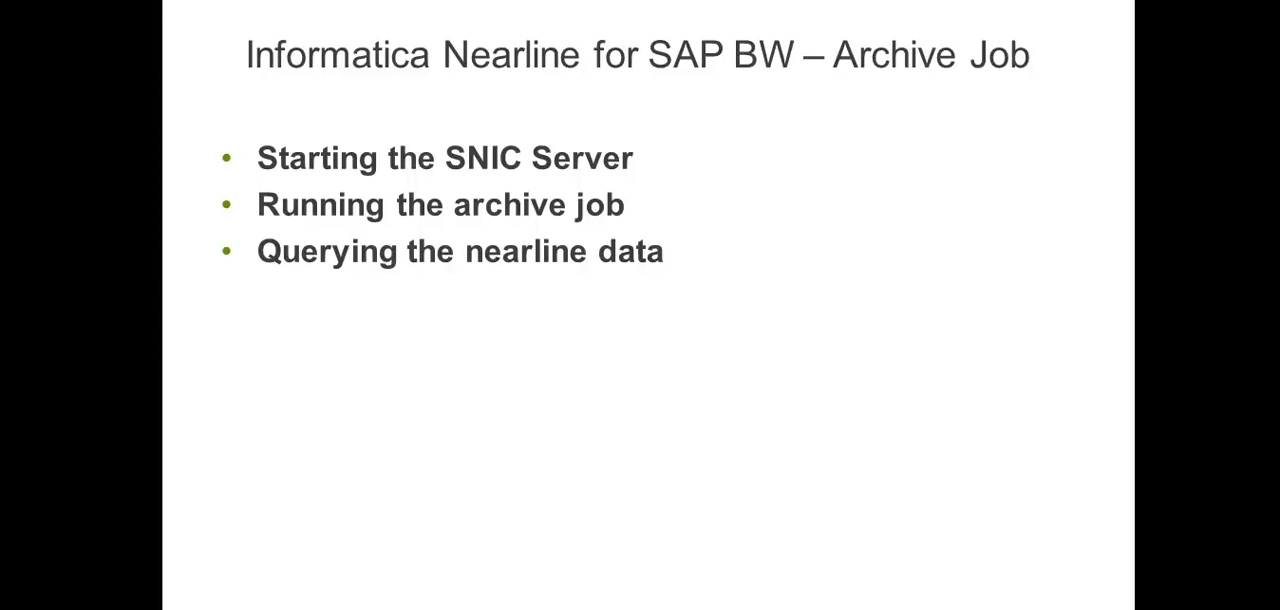 Informatica Nearline for SAP BW – Archive Job
• Starting the SNIC Server
• Running the archive job
• Querying the nearline data